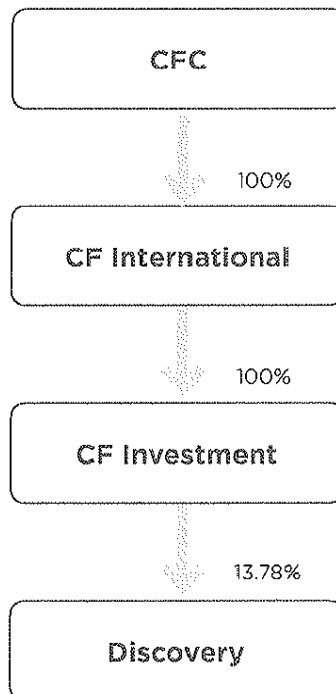 CFC
100%
CF International
100%
CF Investment
13.78%
Discovery